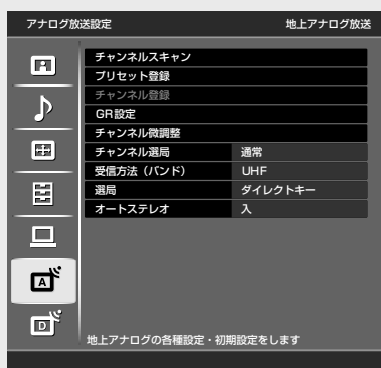 アナログ放送設定 地上アナログ放送
チャンネルスキャン
プリセット登録
チャンネル登録
GR設定
チャンネル微調整
チャンネル選局 通常
受信方法（バンド） UHF
選局 ダイレクトキー
オートステレオ 入
A
D
地上アナログの各種設定・初期設定をします